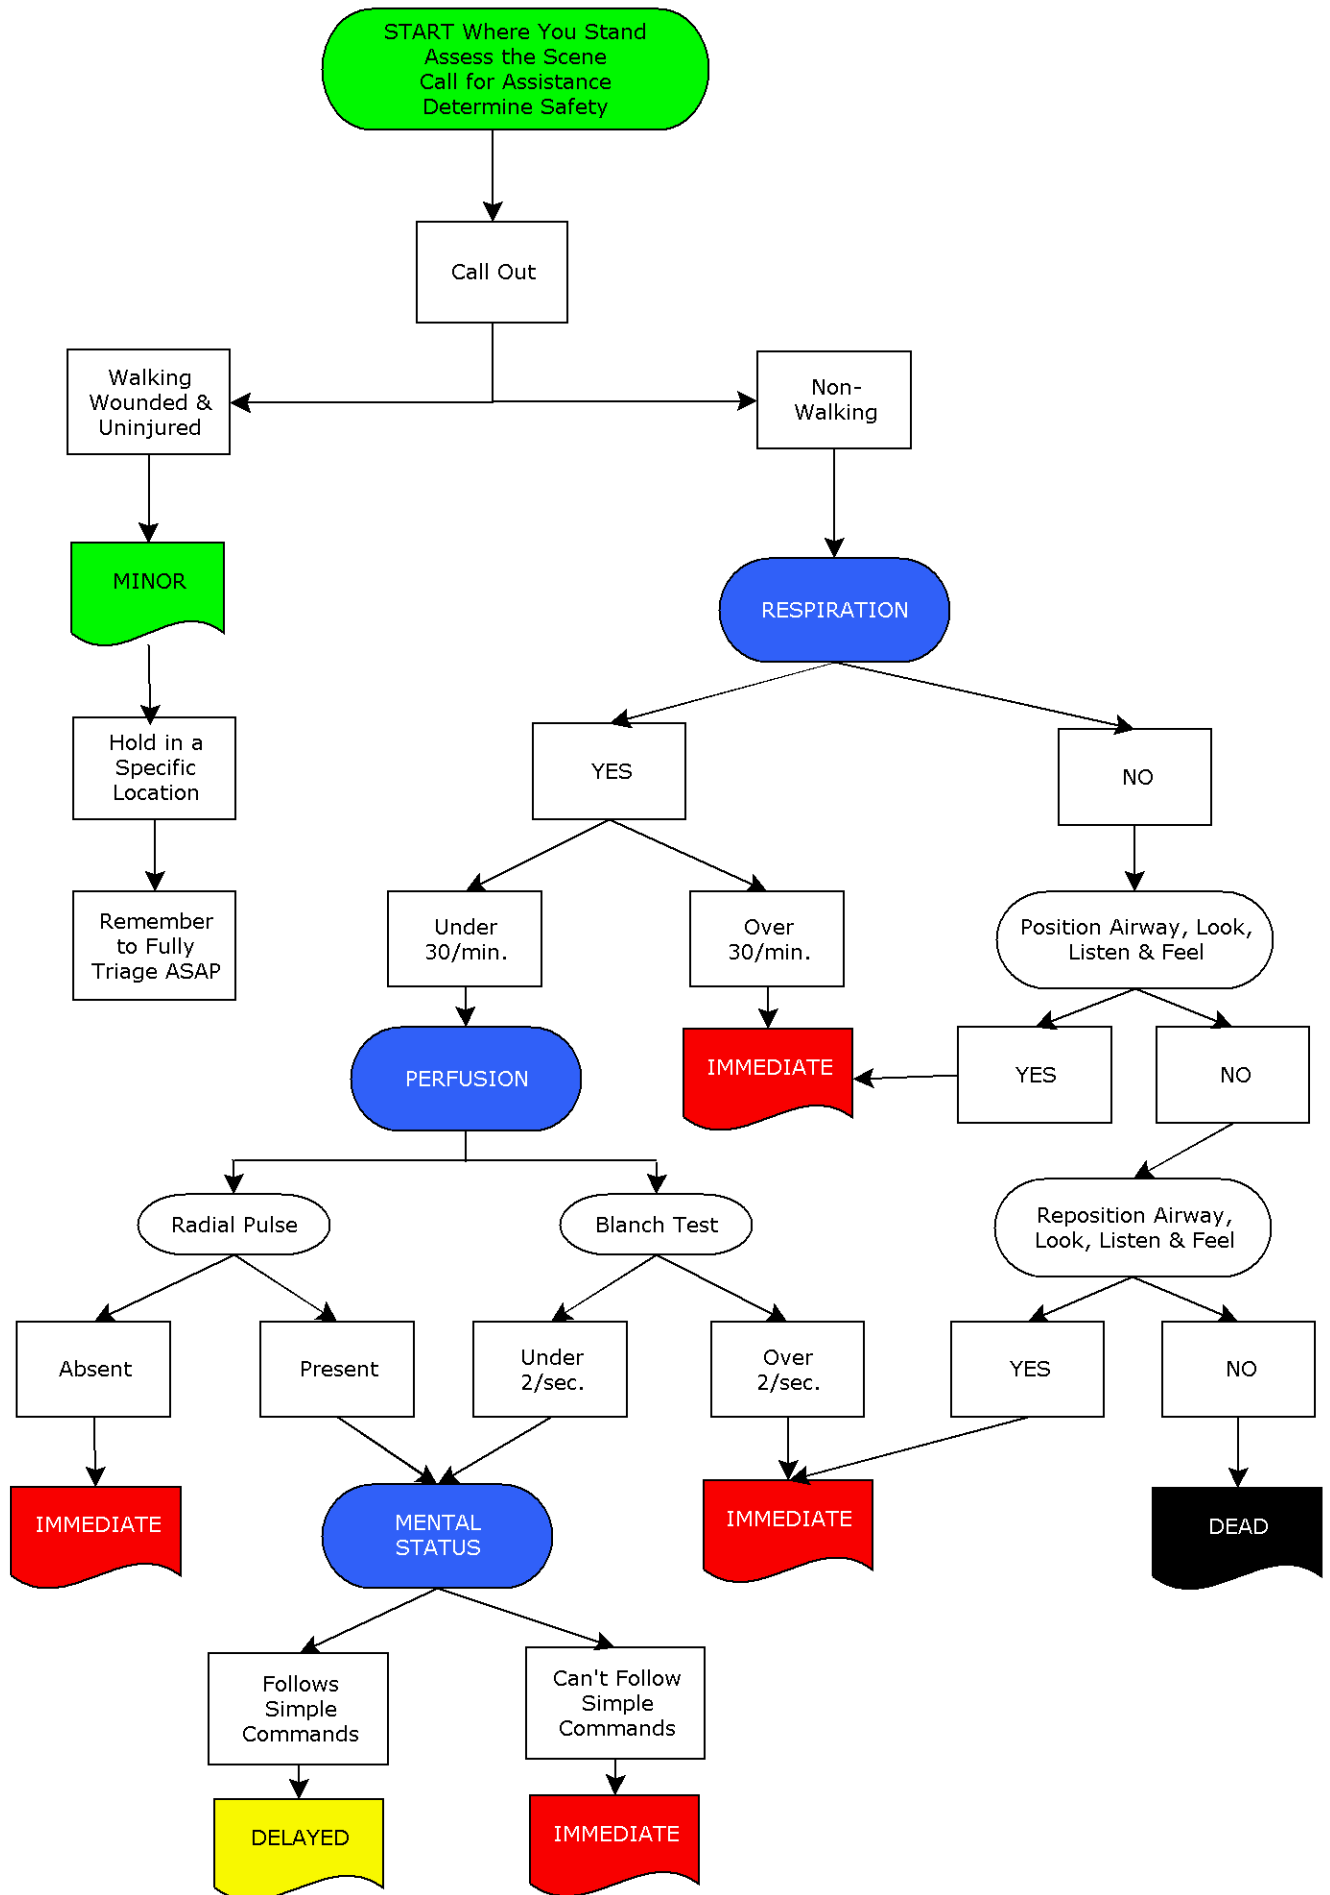 START Where You Stand
Assess the Scene
Call for Assistance
Determine Safety
Call Out
Walking
Wounded &
Uninjured
Non-
Walking
MINOR
RESPIRATION
Hold in a
Specific
Location
YES
NO
Remember
to Fully
Triage ASAP
Under
30/min.
Over
30/min.
Position Airway, Look,
Listen & Feel
PERFUSION
IMMEDIATE
YES
NO
Radial Pulse
Blanch Test
Reposition Airway,
Look, Listen & Feel
Absent
Present
Under
2/sec.
Over
2/sec.
YES
NO
IMMEDIATE
MENTAL
STATUS
IMMEDIATE
DEAD
Follows
Simple
Commands
Can't Follow
Simple
Commands
DELAYED
IMMEDIATE